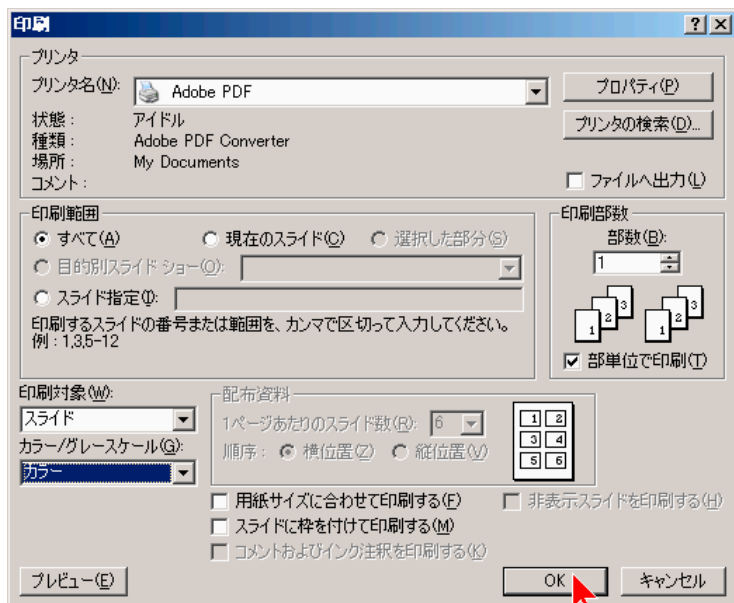 印刷
プリンタ
プリンタ名(N): Adobe PDF プロパティ(P)
状態: アイドル プリンタの検索(D)...
種類: Adobe PDF Converter
場所: My Documents
コメント: ファイルへ出力(L)
印刷範囲
すべて(A) 現在のスライド(C) 選択した部分(S)
目的別スライド ショー(O):
スライド指定(I):
印刷するスライドの番号または範囲を、カンマで区切って入力してください。
例:1,3,5-12
印刷部数
部数(B):
1
1 2 3 1 2 3
部単位で印刷(T)
印刷対象(W):
スライド
カラー/グレースケール(G):
カラー
配布資料
1ページあたりのスライド数(R): 6
順序: 横位置(Z) 縦位置(V)
1 2
3 4
5 6
用紙サイズに合わせて印刷する(F) 非表示スライドを印刷する(H)
スライドに枠を付けて印刷する(M)
コメントおよびインク注釈を印刷する(K)
プレビュー(E) OK キャンセル